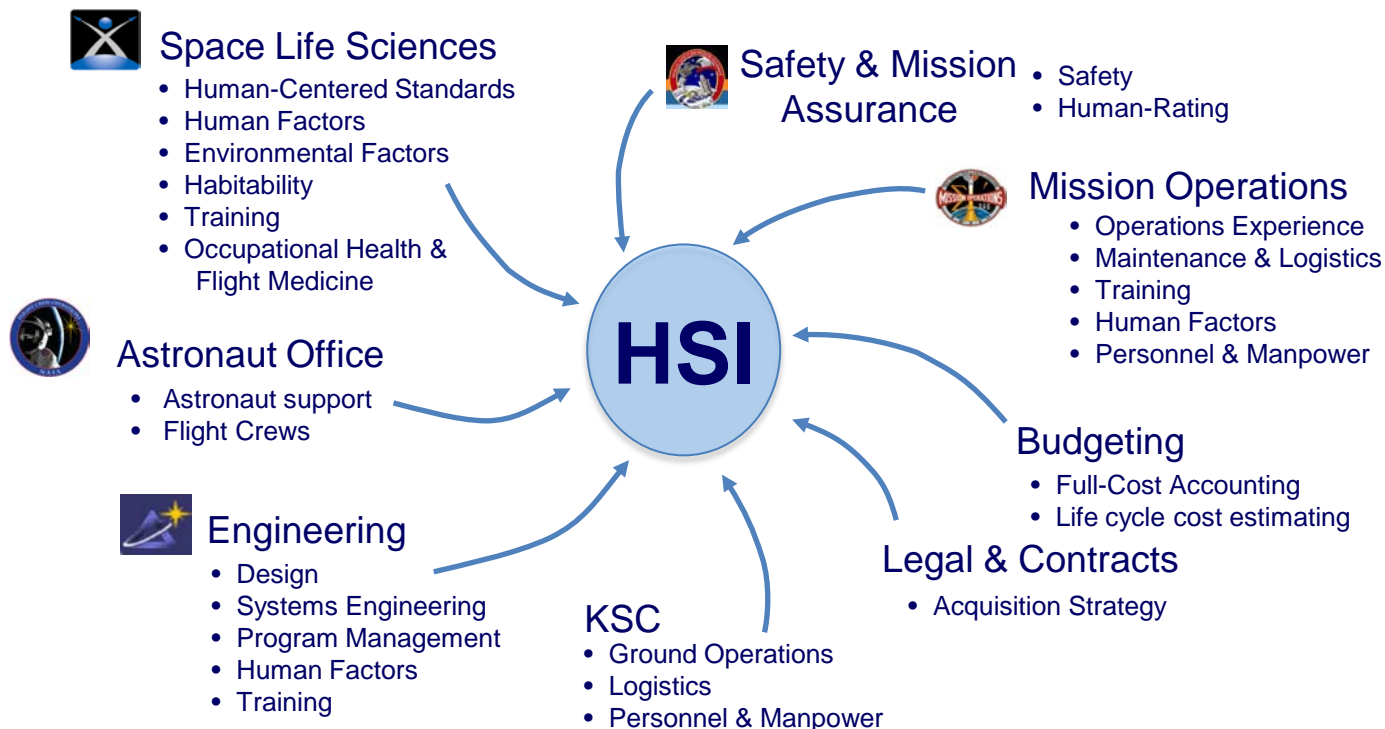 Space Life Sciences
• Human-Centered Standards
• Human Factors
• Environmental Factors
• Habitability
• Training
• Occupational Health &
Flight Medicine
Safety & Mission
Assurance
• Safety
• Human-Rating
MISSION OPERATIONS
Mission Operations
• Operations Experience
• Maintenance & Logistics
• Training
• Human Factors
• Personnel & Manpower
HSI
NASA
Astronaut Office
• Astronaut support
• Flight Crews
Budgeting
• Full-Cost Accounting
• Life cycle cost estimating
Engineering
• Design
• Systems Engineering
• Program Management
• Human Factors
• Training
Legal & Contracts
• Acquisition Strategy
KSC
• Ground Operations
• Logistics
• Personnel & Manpower